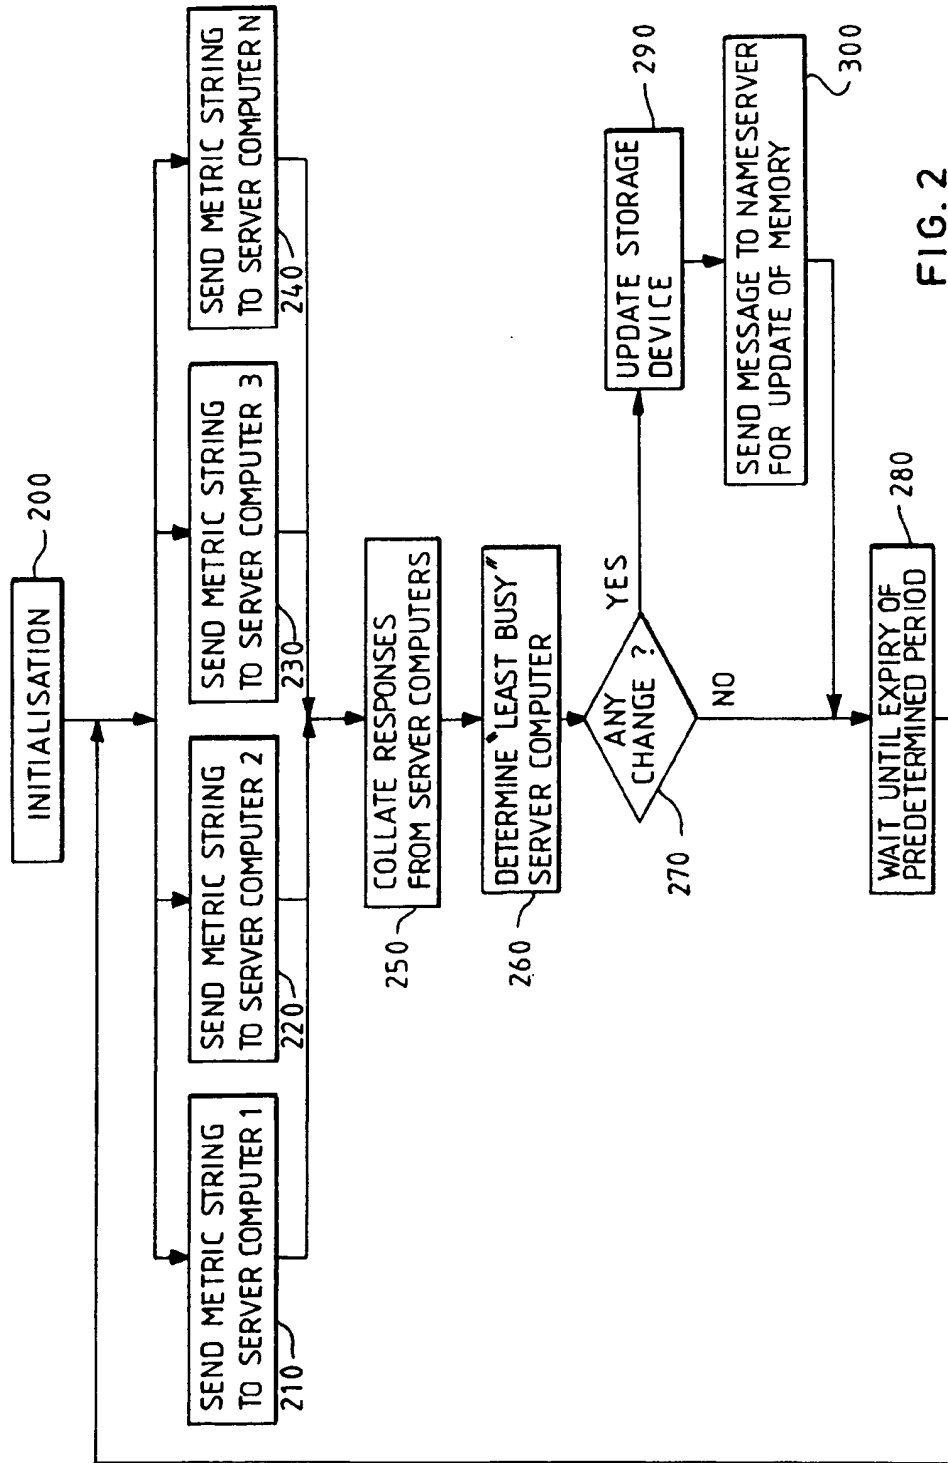 INITIALISATION
200
SEND METRIC STRING
TO SERVER COMPUTER 1
210
SEND METRIC STRING
TO SERVER COMPUTER 2
220
SEND METRIC STRING
TO SERVER COMPUTER 3
230
SEND METRIC STRING
TO SERVER COMPUTER N
240
COLLATE RESPONSES
FROM SERVER COMPUTERS
250
DETERMINE "LEAST BUSY"
SERVER COMPUTER
260
ANY
CHANGE ?
270
YES
NO
UPDATE STORAGE
DEVICE
290
SEND MESSAGE TO NAMESERVER
FOR UPDATE OF MEMORY
300
WAIT UNTIL EXPIRY OF
PREDETERMINED PERIOD
280
FIG. 2